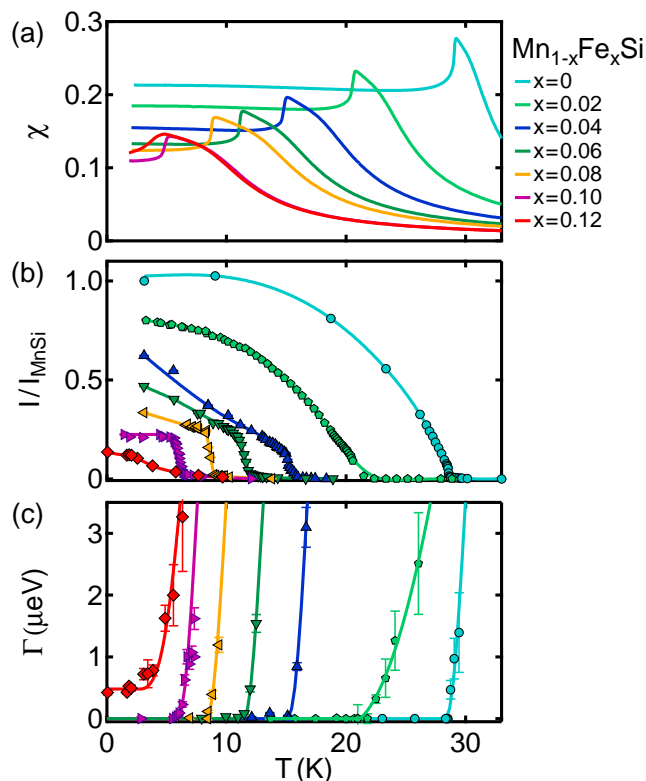 (a)
0.3
0.2
0.1
0
χ
Mn1-xFexSi
x=0
x=0.02
x=0.04
x=0.06
x=0.08
x=0.10
x=0.12
(b)
1.0
0.5
0
I/IMnSi
(c)
3
2
1
0
Γ(μeV)
0 10 20 30
T(K)